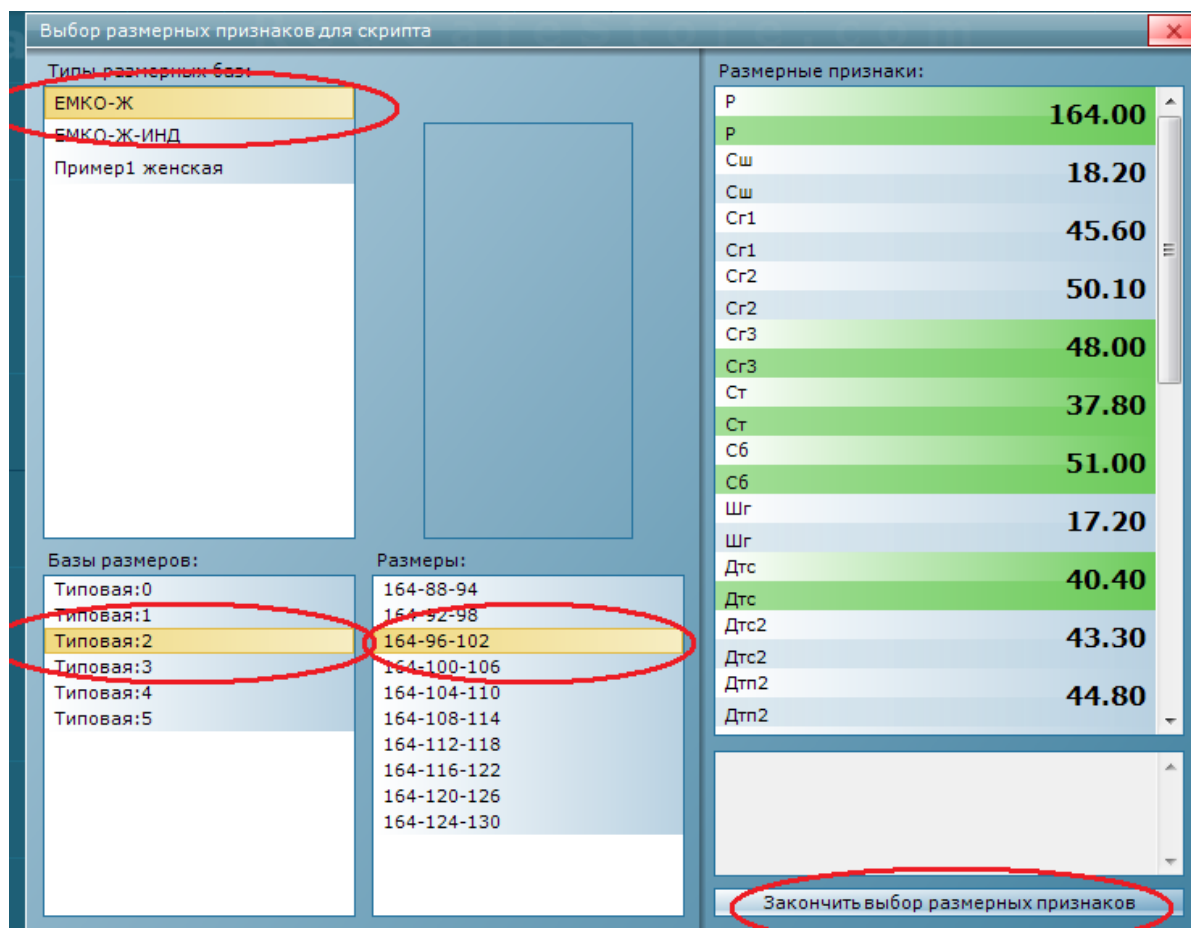 Выбор размерных признаков для скрипта
Типы размерных баз:
ЕМКО-Ж
ЕМКО-Ж-ИНД
Пример1 женская
Базы размеров:
Типовая:0
Типовая:1
Типовая:2
Типовая:3
Типовая:4
Типовая:5
Размеры:
164-88-94
164-92-98
164-96-102
164-100-106
164-104-110
164-108-114
164-112-118
164-116-122
164-120-126
164-124-130
Размерные признаки:
Р
164.00
Р
Сш
18.20
Сш
Сг1
45.60
Сг1
Сг2
50.10
Сг2
Сг3
48.00
Сг3
Ст
37.80
Ст
Сб
51.00
Сб
Шг
17.20
Шг
Дтс
40.40
Дтс
Дтс2
43.30
Дтс2
Дтп2
44.80
Дтп2
Закончить выбор размерных признаков